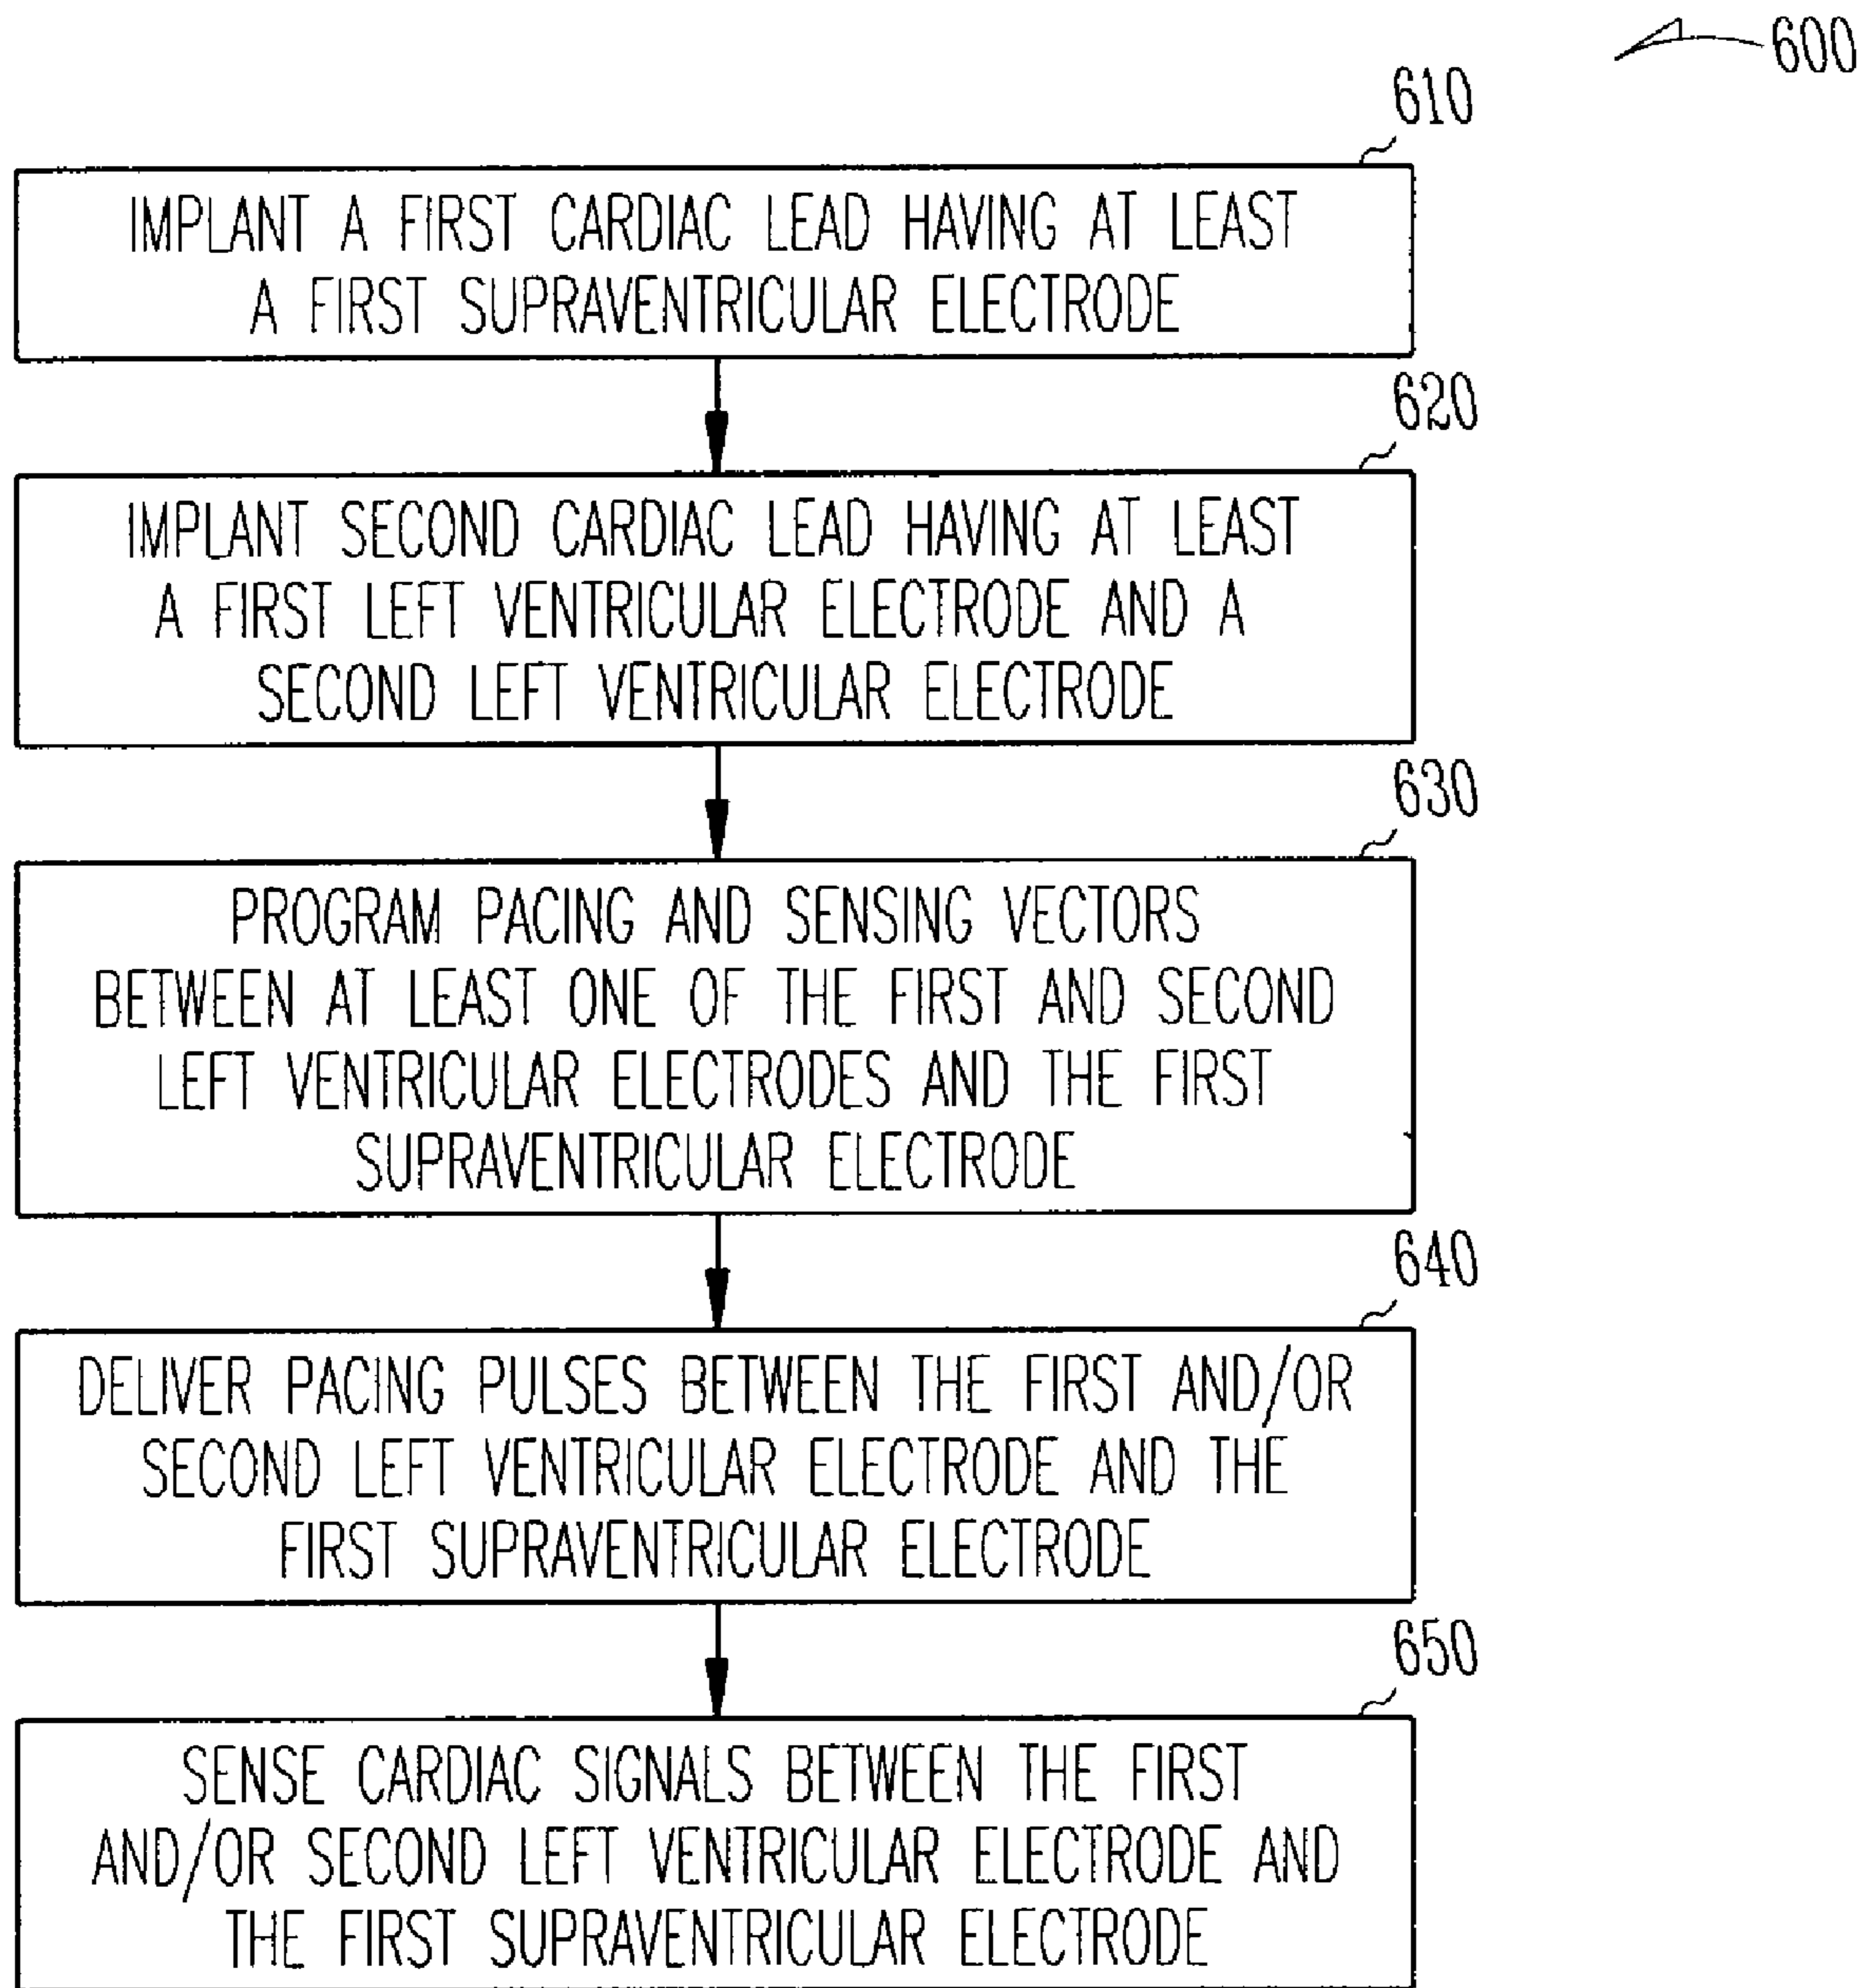 600
610
IMPLANT A FIRST CARDIAC LEAD HAVING AT LEAST
A FIRST SUPRAVENTRICULAR ELECTRODE
620
IMPLANT SECOND CARDIAC LEAD HAVING AT LEAST
A FIRST LEFT VENTRICULAR ELECTRODE AND A
SECOND LEFT VENTRICULAR ELECTRODE
630
PROGRAM PACING AND SENSING VECTORS
BETWEEN AT LEAST ONE OF THE FIRST AND SECOND
LEFT VENTRICULAR ELECTRODES AND THE FIRST
SUPRAVENTRICULAR ELECTRODE
640
DELIVER PACING PULSES BETWEEN THE FIRST AND/OR
SECOND LEFT VENTRICULAR ELECTRODE AND THE
FIRST SUPRAVENTRICULAR ELECTRODE
650
SENSE CARDIAC SIGNALS BETWEEN THE FIRST
AND/OR SECOND LEFT VENTRICULAR ELECTRODE AND
THE FIRST SUPRAVENTRICULAR ELECTRODE